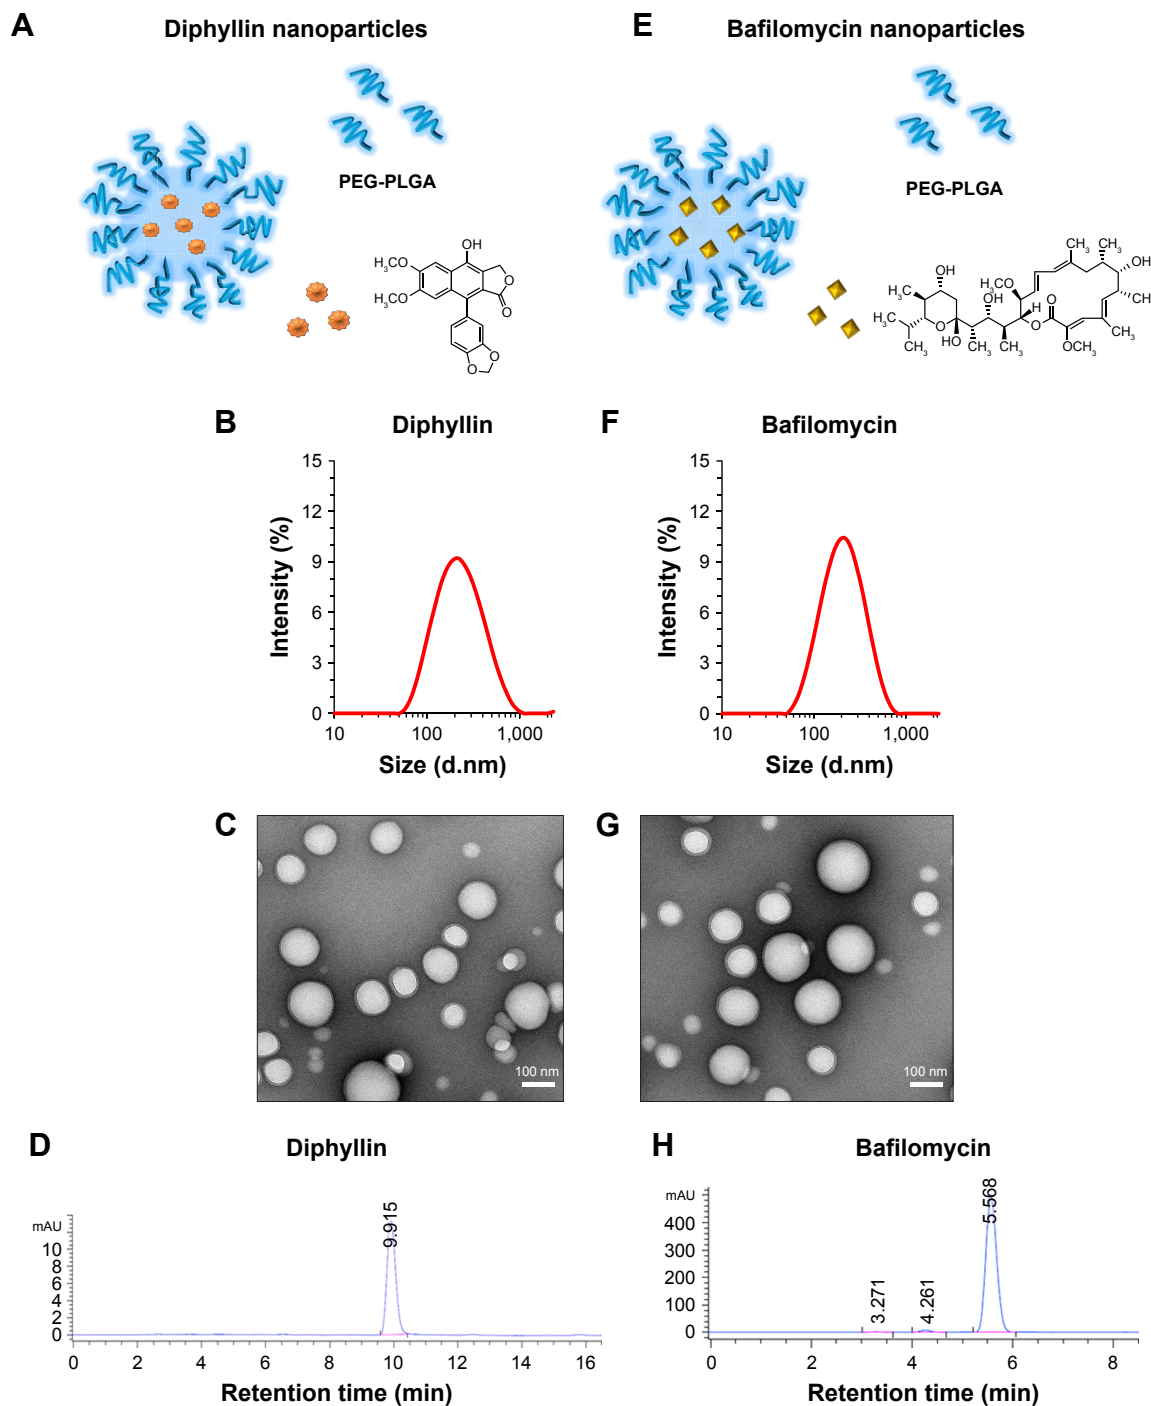 A
Diphyllin nanoparticles
PEG-PLGA
OH
H₃CO
H₃CO
O
O
O
O
E
Bafilomycin nanoparticles
PEG-PLGA
CH₃
CH₃
OH
CH₃
OH
H₃C
H₃CO
OH
O
H
O
HO
O
CH₃
OCH₃
H₃C
CH₃
CH₃
CH₃
B
Diphyllin
15
12
9
6
3
0
Intensity (%)
10
100
1,000
Size (d.nm)
F
Bafilomycin
15
12
9
6
3
0
Intensity (%)
10
100
1,000
Size (d.nm)
C
100 nm
G
100 nm
D
Diphyllin
mAU
10
8
6
4
2
0
9.915
0
2
4
6
8
10
12
14
16
Retention time (min)
H
Bafilomycin
mAU
400
300
200
100
0
3.271
4.261
5.568
0
2
4
6
8
Retention time (min)